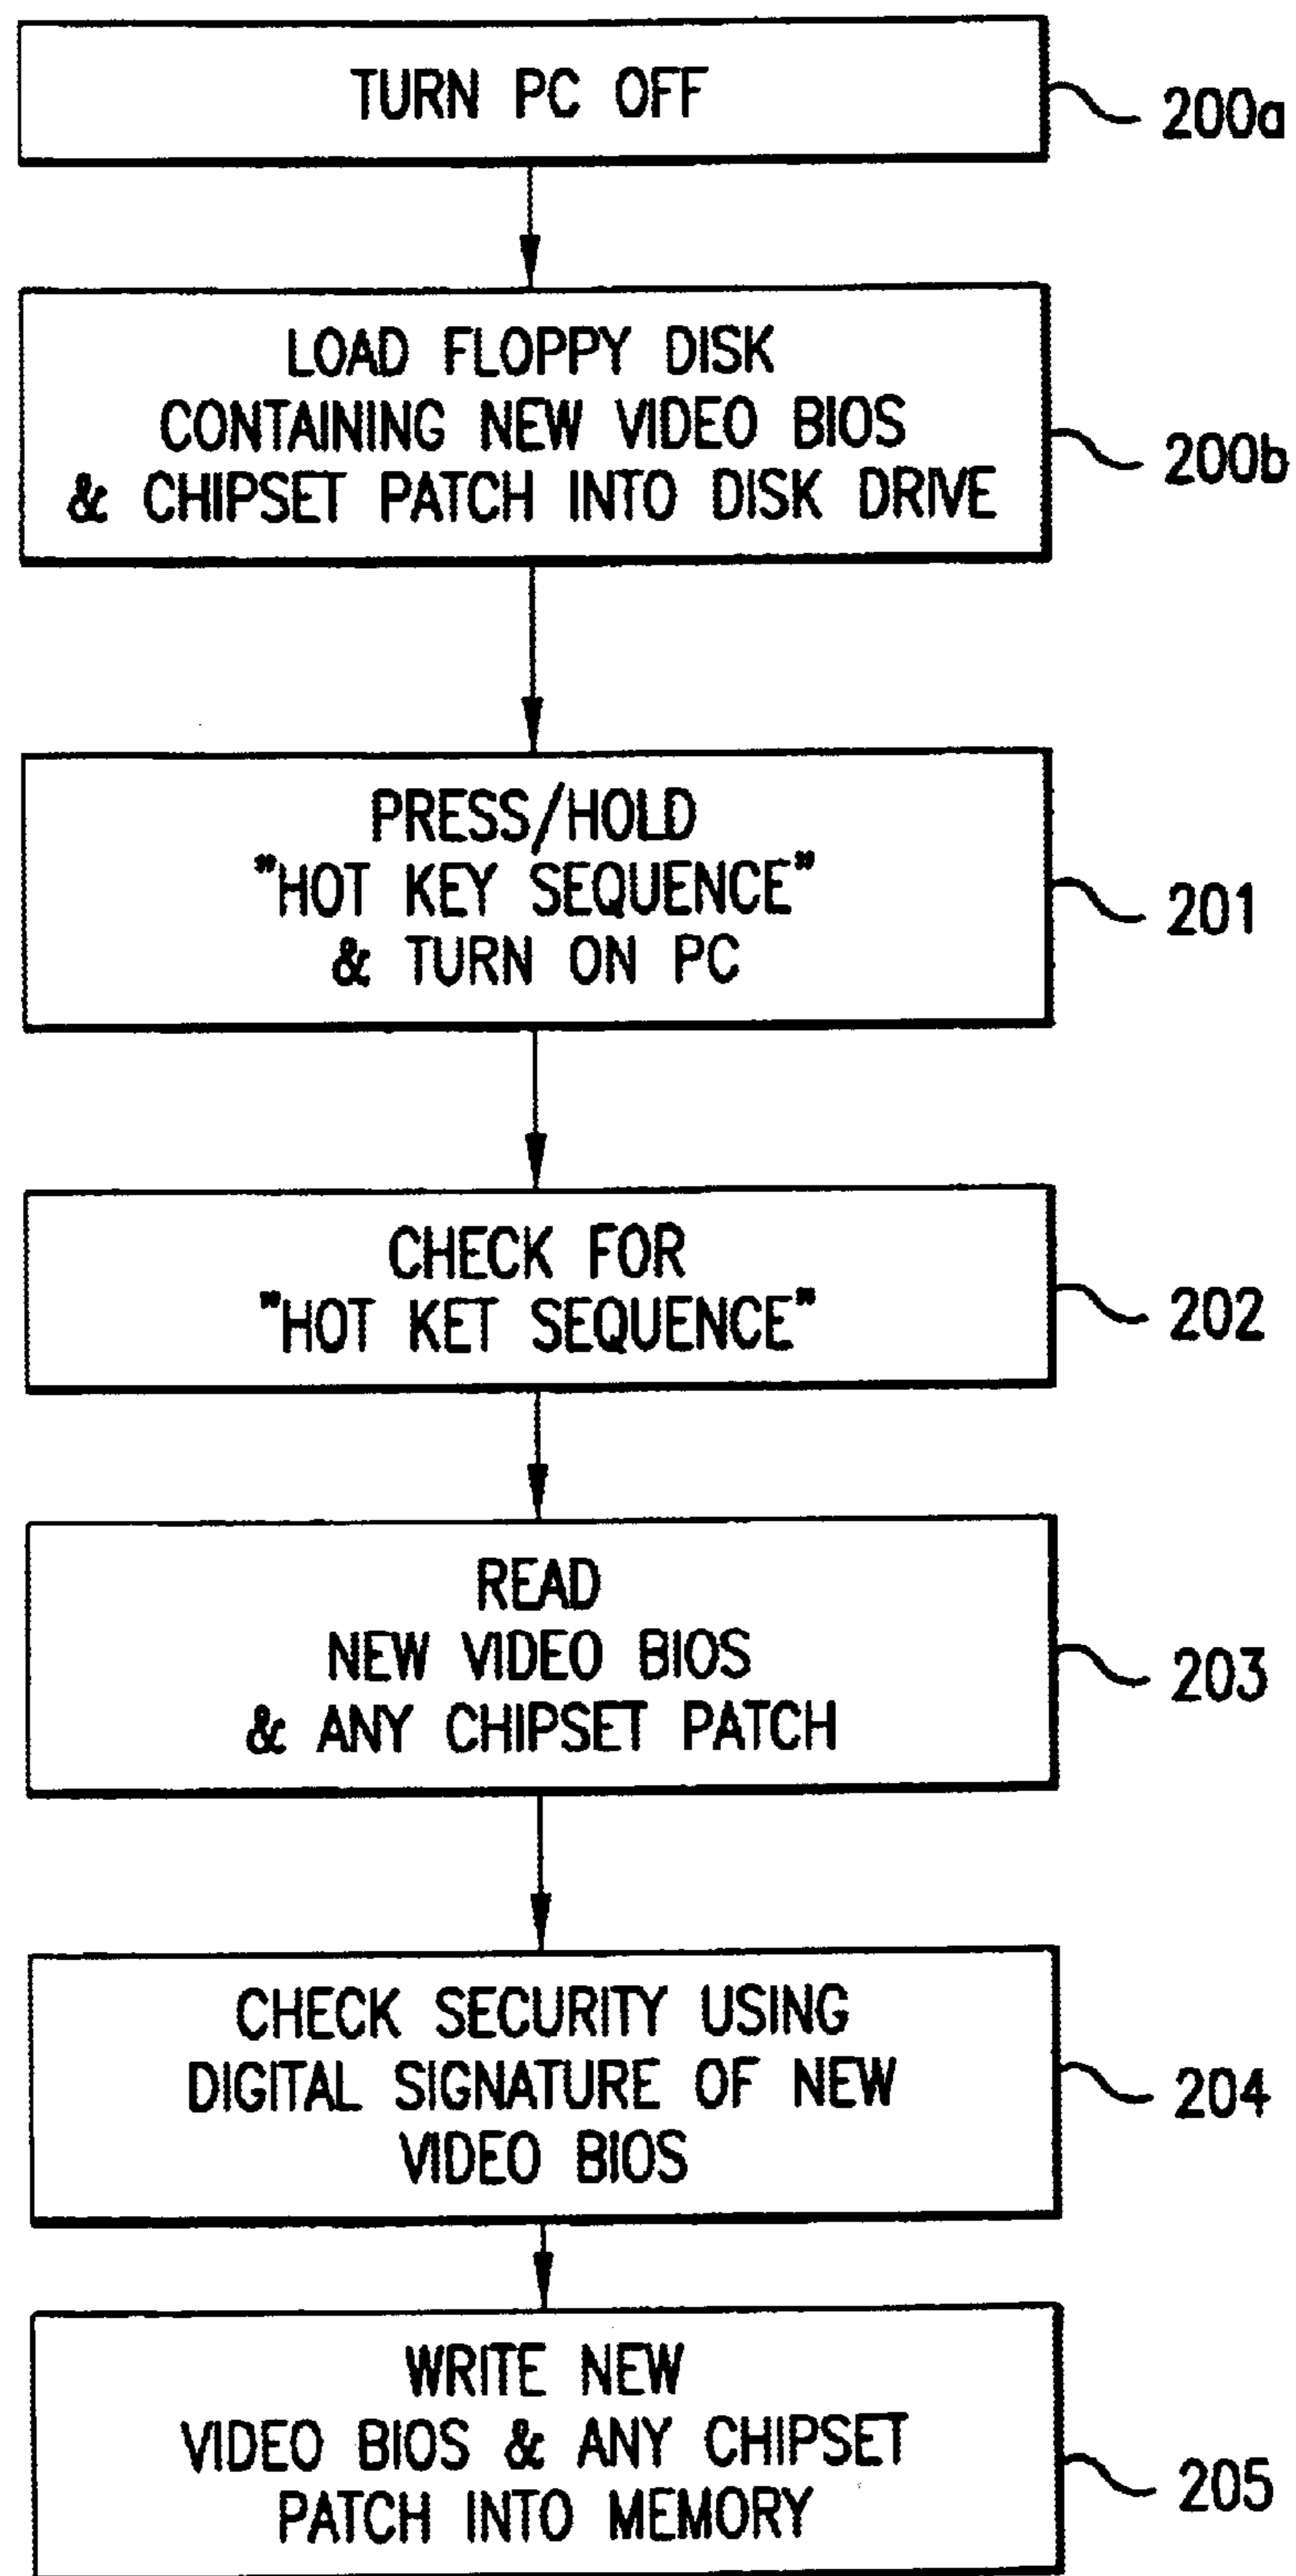 TURN PC OFF
200a
LOAD FLOPPY DISK
CONTAINING NEW VIDEO BIOS
& CHIPSET PATCH INTO DISK DRIVE
200b
PRESS/HOLD
"HOT KEY SEQUENCE"
& TURN ON PC
201
CHECK FOR
"HOT KET SEQUENCE"
202
READ
NEW VIDEO BIOS
& ANY CHIPSET PATCH
203
CHECK SECURITY USING
DIGITAL SIGNATURE OF NEW
VIDEO BIOS
204
WRITE NEW
VIDEO BIOS & ANY CHIPSET
PATCH INTO MEMORY
205